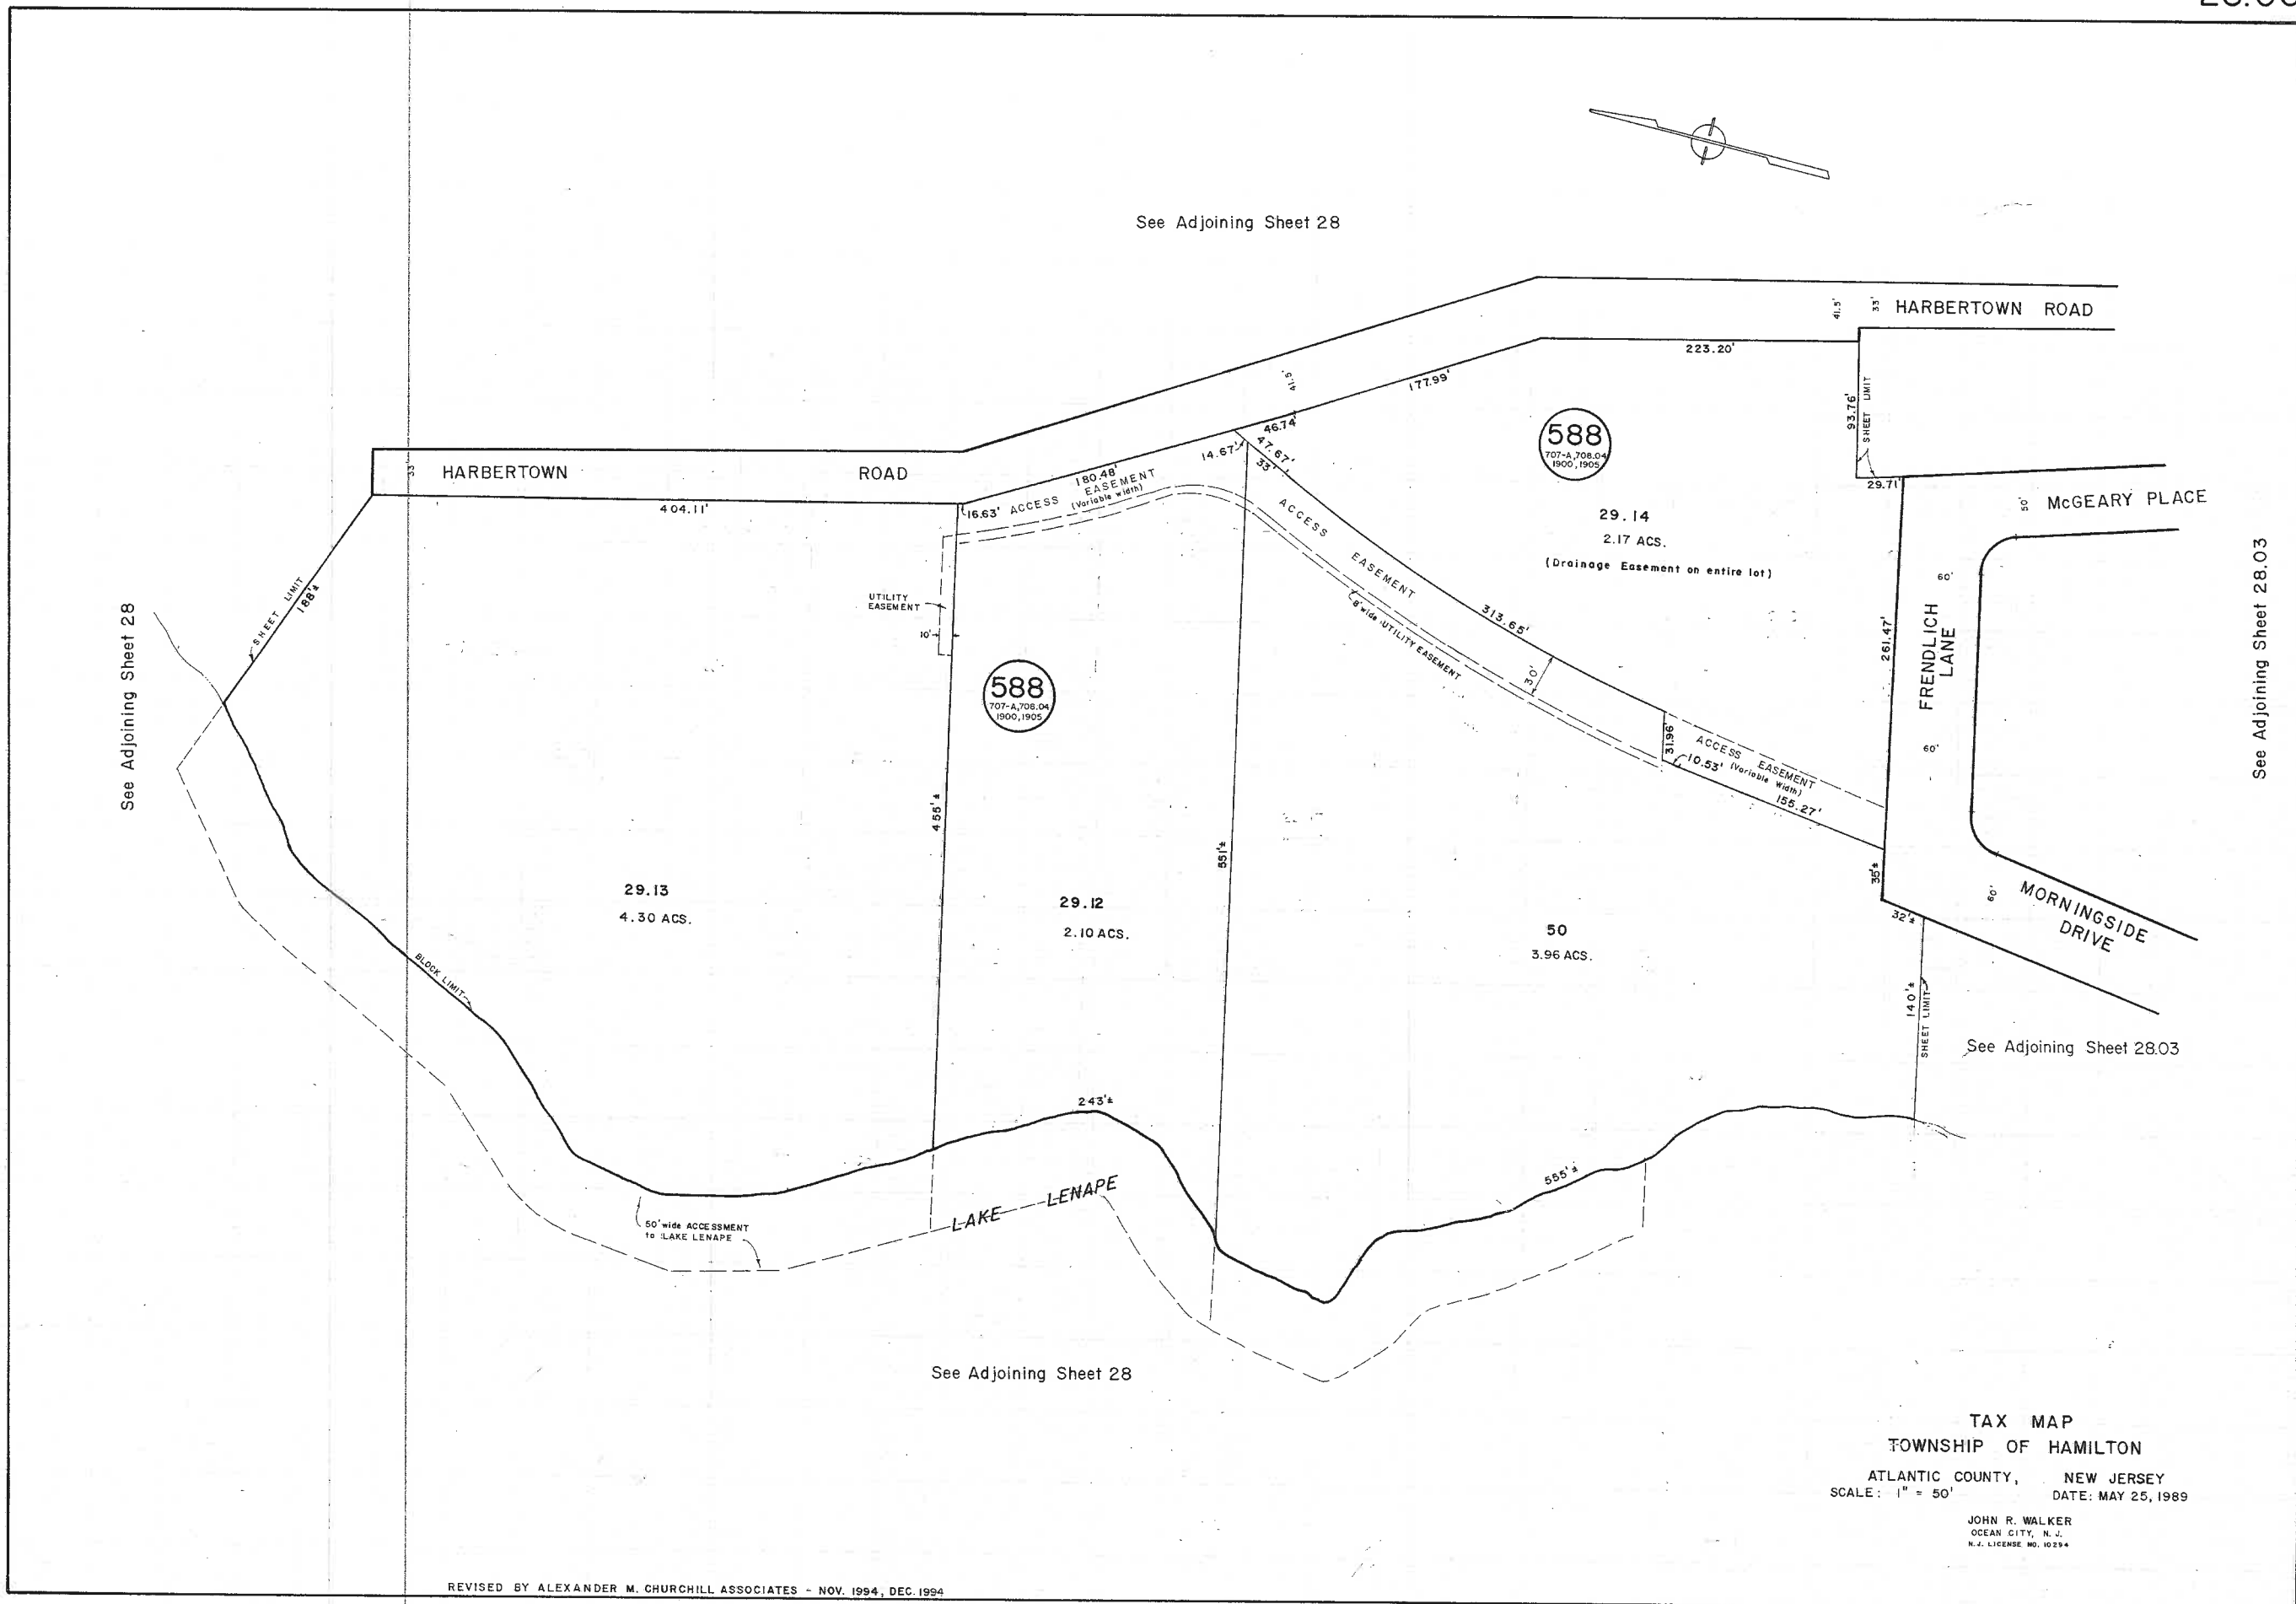 See Adjoining Sheet 28
HARBERTOWN ROAD
33'
41.5'
223.20'
177.99'
41.5'
46.74'
93.76'
SHEET LIMIT
588
707-A,708.04
1900,1905
47.67'
33'
14.67'
180.48'
ACCESS EASEMENT
(Variable width)
16.63'
HARBERTOWN ROAD
33'
404.11'
29.71'
50'
McGEARY PLACE
29.14
2.17 ACS.
(Drainage Easement on entire lot)
ACCESS EASEMENT
8' wide UTILITY EASEMENT
313.65'
30'
SHEET LIMIT
188'±
See Adjoining Sheet 28
UTILITY
EASEMENT
10'
60'
FRENDLICH
LANE
60'
261.47'
See Adjoining Sheet 28.03
588
707-A,708.04
1900,1905
31.96'
ACCESS EASEMENT
(Variable width)
10.53'
155.27'
455'±
551'±
35'±
32'±
60'
MORNINGSIDE
DRIVE
29.13
4.30 ACS.
29.12
2.10 ACS.
50
3.96 ACS.
BLOCK LIMIT
140'±
SHEET LIMIT
See Adjoining Sheet 28.03
243'±
555'±
LAKE LENAPE
50' wide ACCESSMENT
to LAKE LENAPE
See Adjoining Sheet 28
TAX MAP
TOWNSHIP OF HAMILTON
ATLANTIC COUNTY, NEW JERSEY
SCALE: 1" = 50' DATE: MAY 25, 1989
JOHN R. WALKER
OCEAN CITY, N. J.
N.J. LICENSE NO. 10294
REVISED BY ALEXANDER M. CHURCHILL ASSOCIATES - NOV. 1994, DEC. 1994